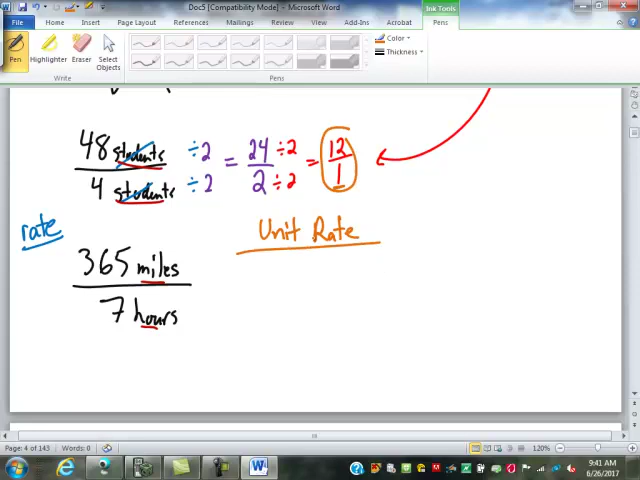 Doc5 [Compatibility Mode] - Microsoft Word
Ink Tools
File Home Insert Page Layout References Mailings Review View Add-Ins Acrobat Pens
Pen Highlighter Eraser Select Objects
Color
Thickness
Write Pens
48 students ÷2 = 24 ÷2 = 12
4 students ÷2 2 ÷2 1
rate
Unit Rate
365 miles
7 hours
Page: 4 of 143 Words: 0 120%
9:41 AM
6/26/2017